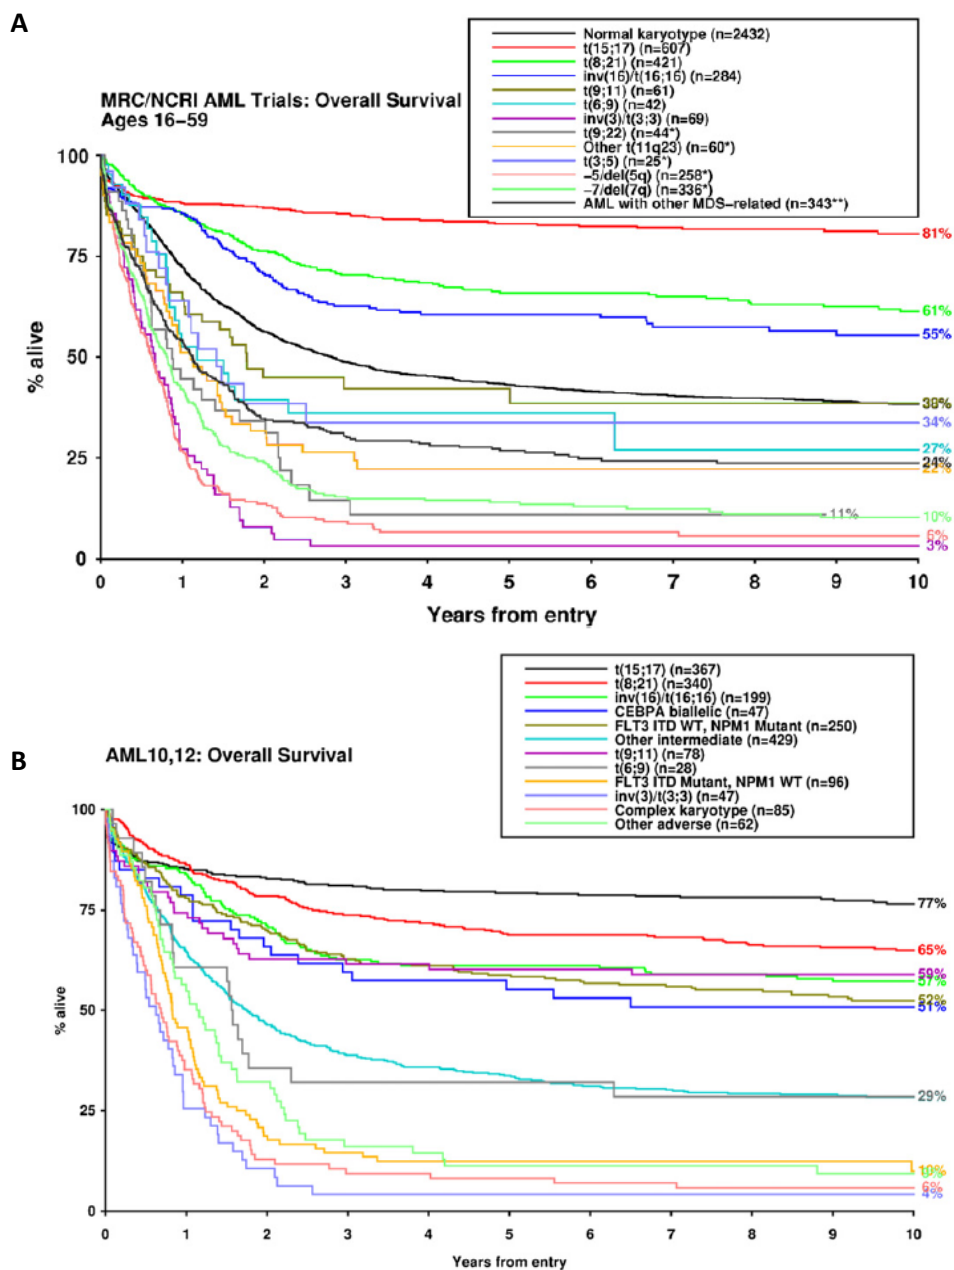 A
Normal karyotype (n=2432)
t(15;17) (n=607)
t(8;21) (n=421)
inv(16)/t(16;16) (n=284)
t(9;11) (n=61)
t(6;9) (n=42)
inv(3)/t(3;3) (n=69)
t(9;22) (n=44*)
Other t(11q23) (n=60*)
t(3;5) (n=25*)
-5/del(5q) (n=258*)
-7/del(7q) (n=336*)
AML with other MDS-related (n=343**)
MRC/NCRI AML Trials: Overall Survival
Ages 16-59
100
75
50
25
0
% alive
81%
61%
55%
38%
34%
27%
24%
22%
11%
10%
6%
3%
0 1 2 3 4 5 6 7 8 9 10
Years from entry
t(15;17) (n=367)
t(8;21) (n=340)
inv(16)/t(16;16) (n=199)
CEBPA biallelic (n=47)
FLT3 ITD WT, NPM1 Mutant (n=250)
Other intermediate (n=429)
t(9;11) (n=78)
t(6;9) (n=28)
FLT3 ITD Mutant, NPM1 WT (n=96)
inv(3)/t(3;3) (n=47)
Complex karyotype (n=85)
Other adverse (n=62)
B
AML10,12: Overall Survival
100
75
50
25
0
% alive
77%
65%
59%
57%
52%
51%
29%
10%
6%
4%
0 1 2 3 4 5 6 7 8 9 10
Years from entry